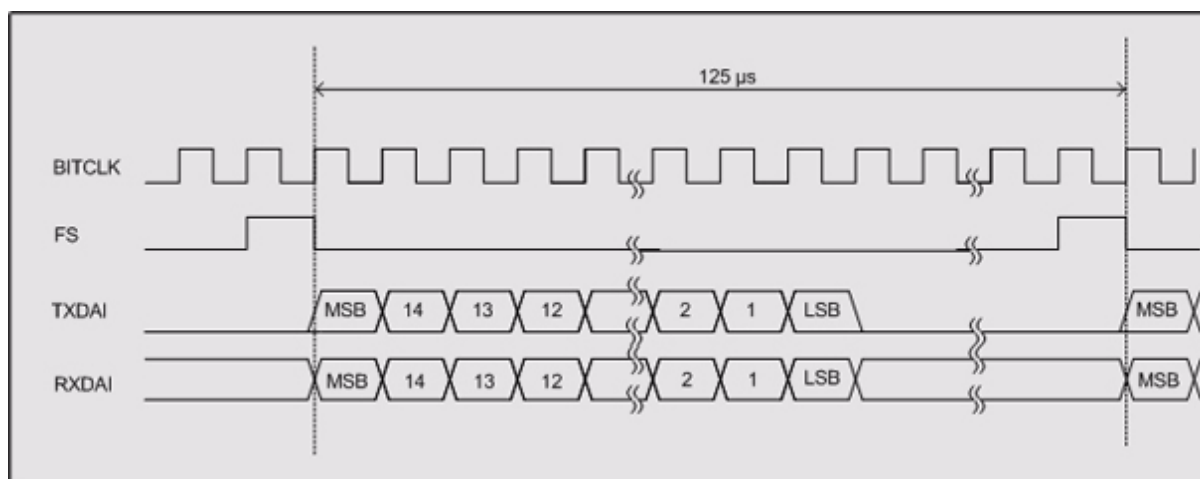 125 µs
BITCLK
FS
TXDAI MSB 14 13 12 2 1 LSB MSB
RXDAI MSB 14 13 12 2 1 LSB MSB